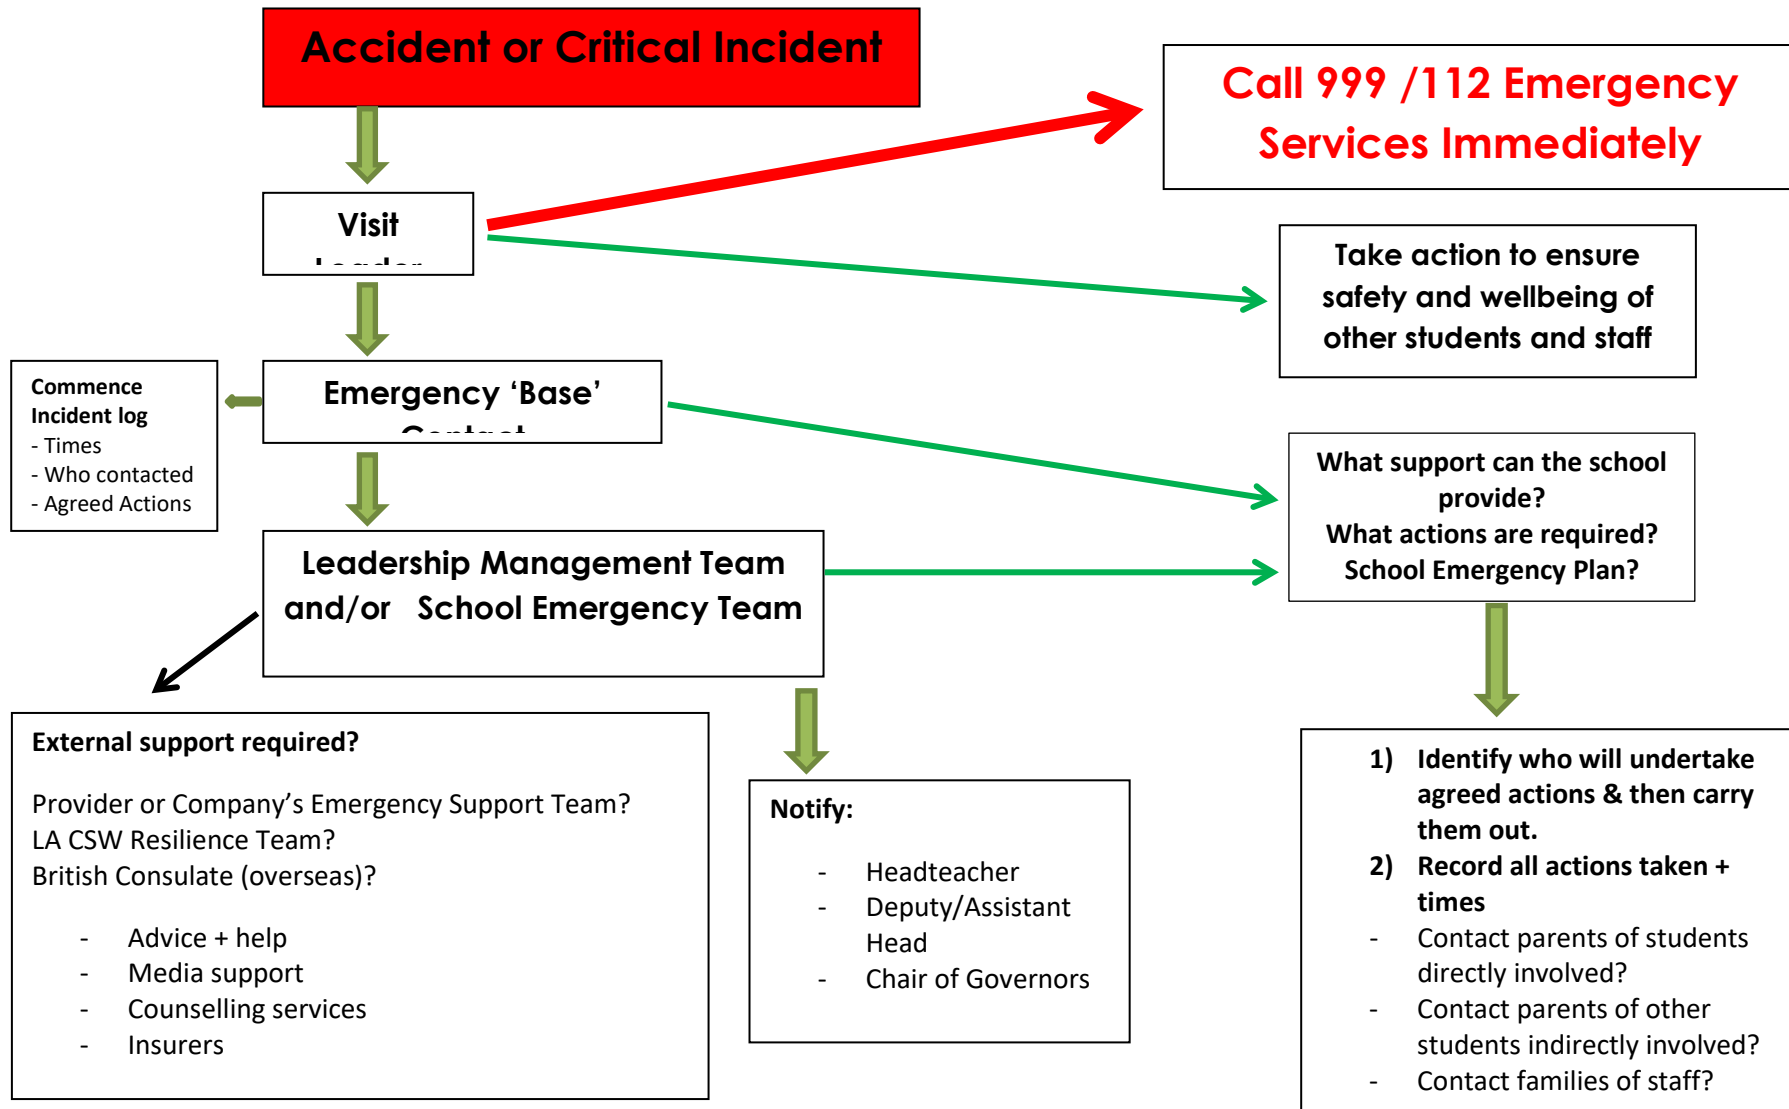 Accident or Critical Incident
Call 999 /112 Emergency
Services Immediately
Visit
Leader
Take action to ensure
safety and wellbeing of
other students and staff
Commence
Incident log
- Times
- Who contacted
- Agreed Actions
Emergency ‘Base’
Contact
What support can the school
provide?
What actions are required?
School Emergency Plan?
Leadership Management Team
and/or School Emergency Team
External support required?
Provider or Company’s Emergency Support Team?
LA CSW Resilience Team?
British Consulate (overseas)?
- Advice + help
- Media support
- Counselling services
- Insurers
Notify:
- Headteacher
- Deputy/Assistant
Head
- Chair of Governors
1) Identify who will undertake
agreed actions & then carry
them out.
2) Record all actions taken +
times
- Contact parents of students
directly involved?
- Contact parents of other
students indirectly involved?
- Contact families of staff?